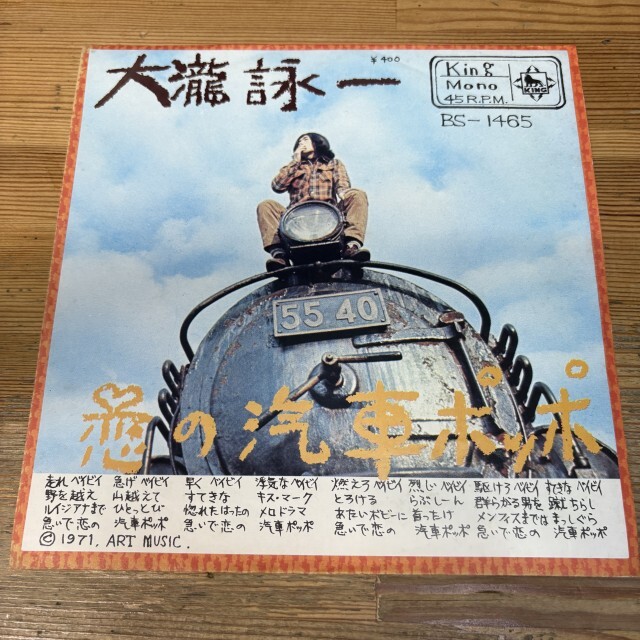 大瀧詠一
￥400
King
Mono
45 R.P.M.
KING
BS-1465
55 40
恋の汽車ポッポ
走れ ベイビイ 急げ ベイビイ 早く ベイビイ 浮気な ベイビイ 燃えろ ベイビイ 烈しい ベイビイ 駆けろ ベイビイ すてきな ベイビイ
野を越え 山越えて すてきな キス・マーク とろける らぶしーん 群らがる男を 蹴ちらし
ルイジアナまで ひとっとび 惚れたはったの メロドラマ あたいボビーに 首ったけ メンフィスまでは まっしぐら
急いで恋の 汽車ポッポ 急いで恋の 汽車ポッポ 急いで恋の 汽車ポッポ 急いで恋の 汽車ポッポ
© 1971, ART MUSIC.